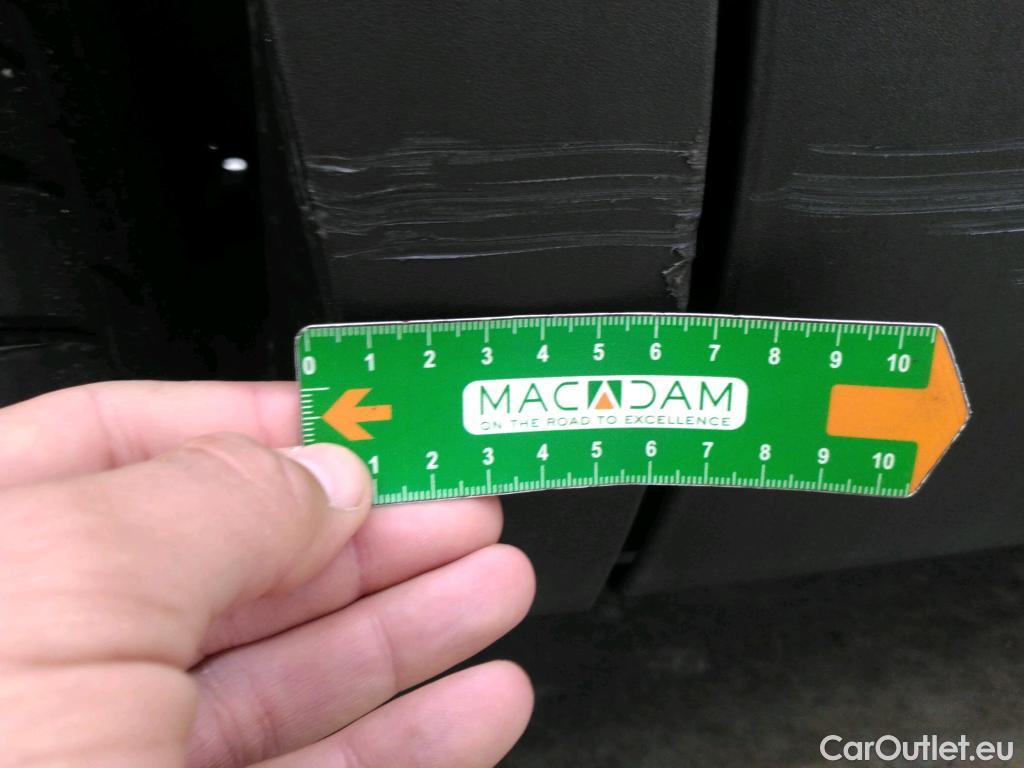 0 1 2 3 4 5 6 7 8 9 10
MACADAM
ON THE ROAD TO EXCELLENCE
1 2 3 4 5 6 7 8 9 10
CarOutlet.eu